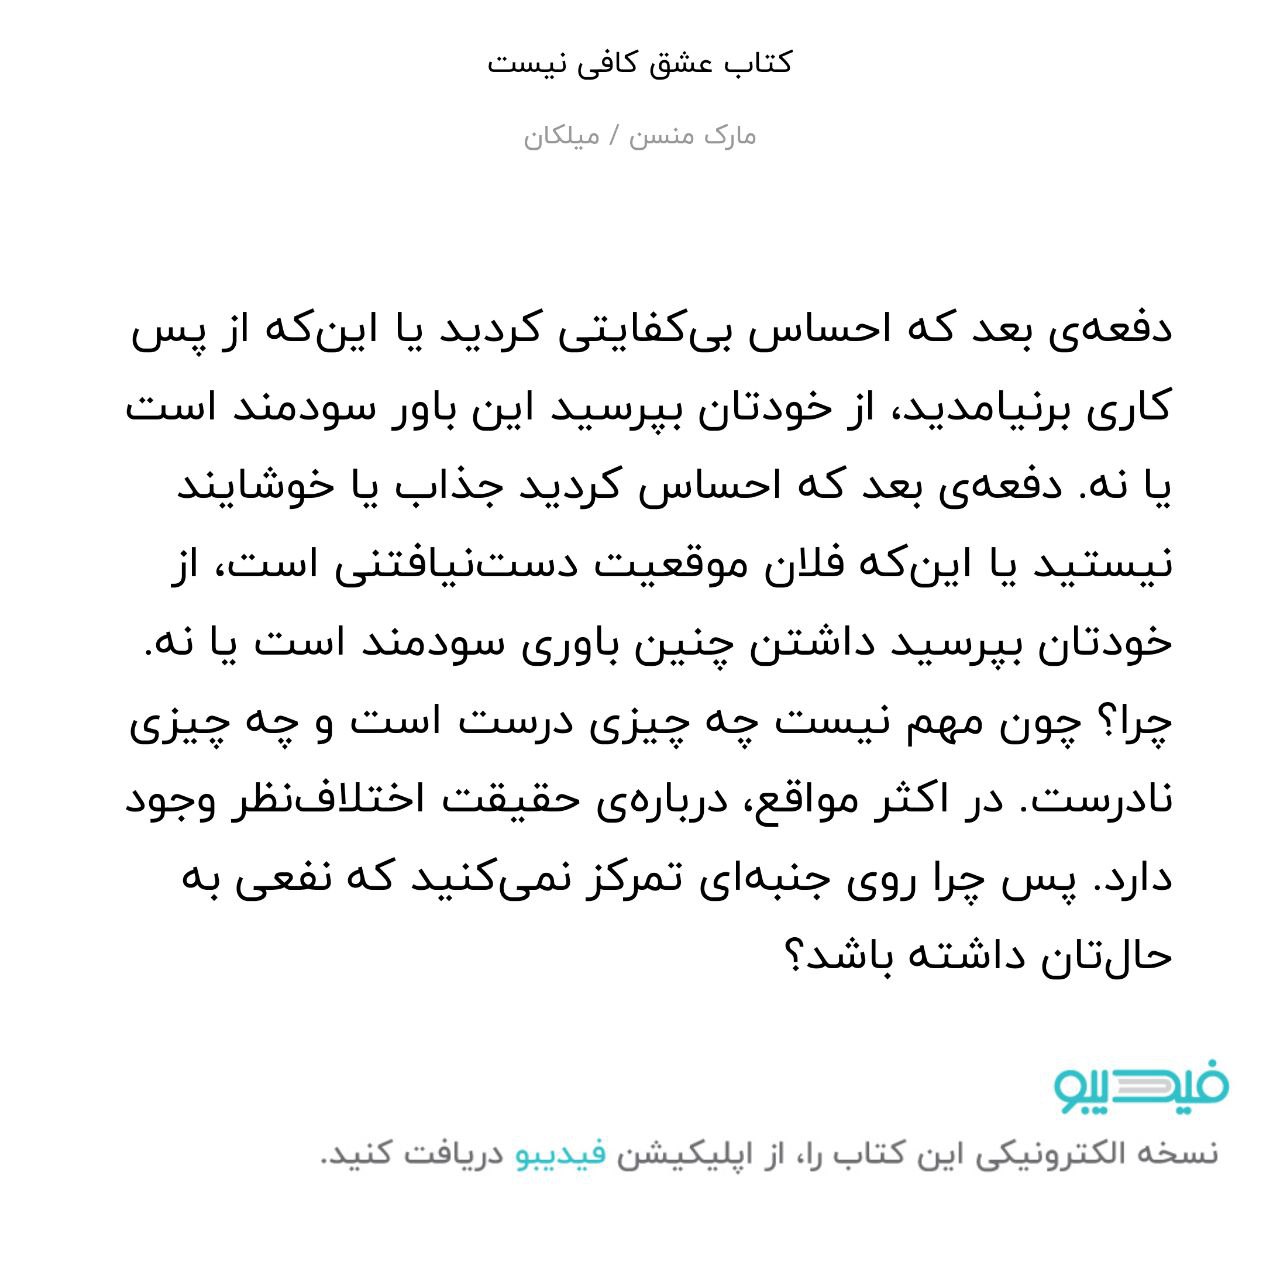 کتاب عشق کافی نیست
مارک منسن / میلکان
دفعه‌ی بعد که احساس بی‌کفایتی کردید یا این‌که از پس
کاری برنیامدید، از خودتان بپرسید این باور سودمند است
یا نه. دفعه‌ی بعد که احساس کردید جذاب یا خوشایند
نیستید یا این‌که فلان موقعیت دست‌نیافتنی است، از
خودتان بپرسید داشتن چنین باوری سودمند است یا نه.
چرا؟ چون مهم نیست چه چیزی درست است و چه چیزی
نادرست. در اکثر مواقع، درباره‌ی حقیقت اختلاف‌نظر وجود
دارد. پس چرا روی جنبه‌ای تمرکز نمی‌کنید که نفعی به
حال‌تان داشته باشد؟
فیدیبو
نسخه الکترونیکی این کتاب را، از اپلیکیشن فیدیبو دریافت کنید.